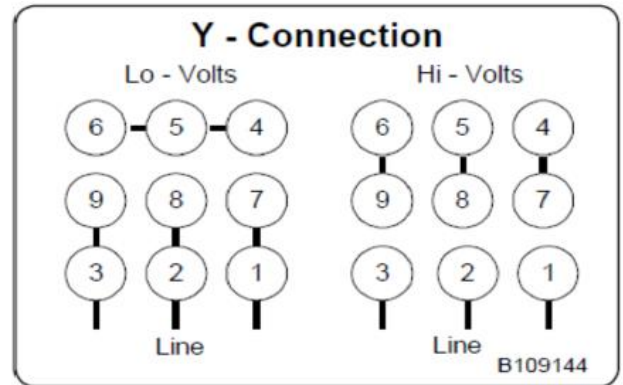 Y - Connection
Lo - Volts Hi - Volts
6 5 4 6 5 4
9 8 7 9 8 7
3 2 1 3 2 1
Line Line
B109144